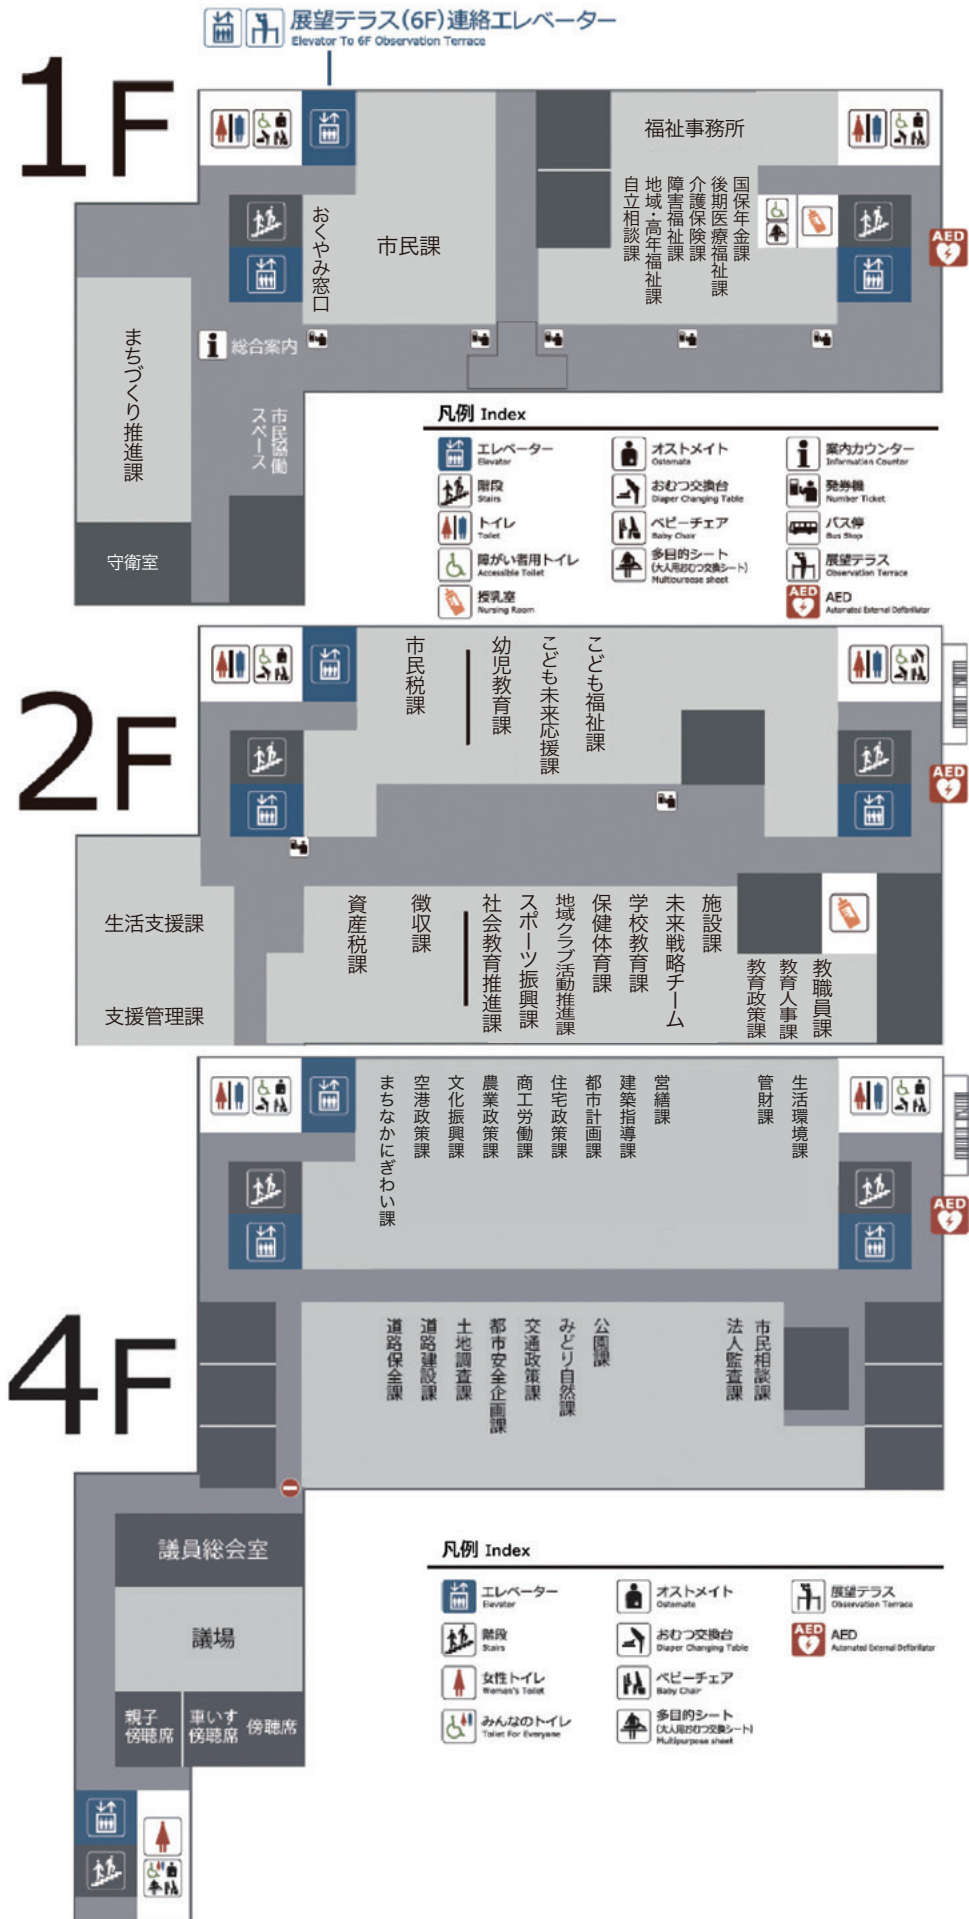 展望テラス(6F)連絡エレベーター
Elevator To 6F Observation Terrace
1F
福祉事務所
国保年金課
後期医療福祉課
介護保険課
障害福祉課
地域・高年福祉課
自立相談課
市民課
おくやみ窓口
AED
総合案内
まちづくり推進課
市民協働
スペース
守衛室
凡例 Index
エレベーター
Elevator
階段
Stairs
トイレ
Toilet
障がい者用トイレ
Accessible Toilet
授乳室
Nursing Room
オストメイト
Ostomate
おむつ交換台
Diaper Changing Table
ベビーチェア
Baby Chair
多目的シート
(大人用おむつ交換シート)
Multipurpose sheet
案内カウンター
Information Counter
発券機
Number Ticket
バス停
Bus Stop
展望テラス
Observation Terrace
AED
Automated External Defibrillator
2F
こども福祉課
こども未来応援課
幼児教育課
市民税課
AED
生活支援課
支援管理課
資産税課
徴収課
社会教育推進課
スポーツ振興課
地域クラブ活動推進課
保健体育課
学校教育課
未来戦略チーム
施設課
教育政策課
教育人事課
教職員課
4F
まちなかにぎわい課
空港政策課
文化振興課
農業政策課
商工労働課
住宅政策課
都市計画課
建築指導課
営繕課
管財課
生活環境課
AED
道路保全課
道路建設課
土地調査課
都市安全企画課
交通政策課
みどり自然課
公園課
法人監査課
市民相談課
議員総会室
議場
親子
傍聴席
車いす
傍聴席
傍聴席
凡例 Index
エレベーター
Elevator
階段
Stairs
女性トイレ
Women's Toilet
みんなのトイレ
Toilet For Everyone
オストメイト
Ostomate
おむつ交換台
Diaper Changing Table
ベビーチェア
Baby Chair
多目的シート
(大人用おむつ交換シート)
Multipurpose sheet
展望テラス
Observation Terrace
AED
Automated External Defibrillator